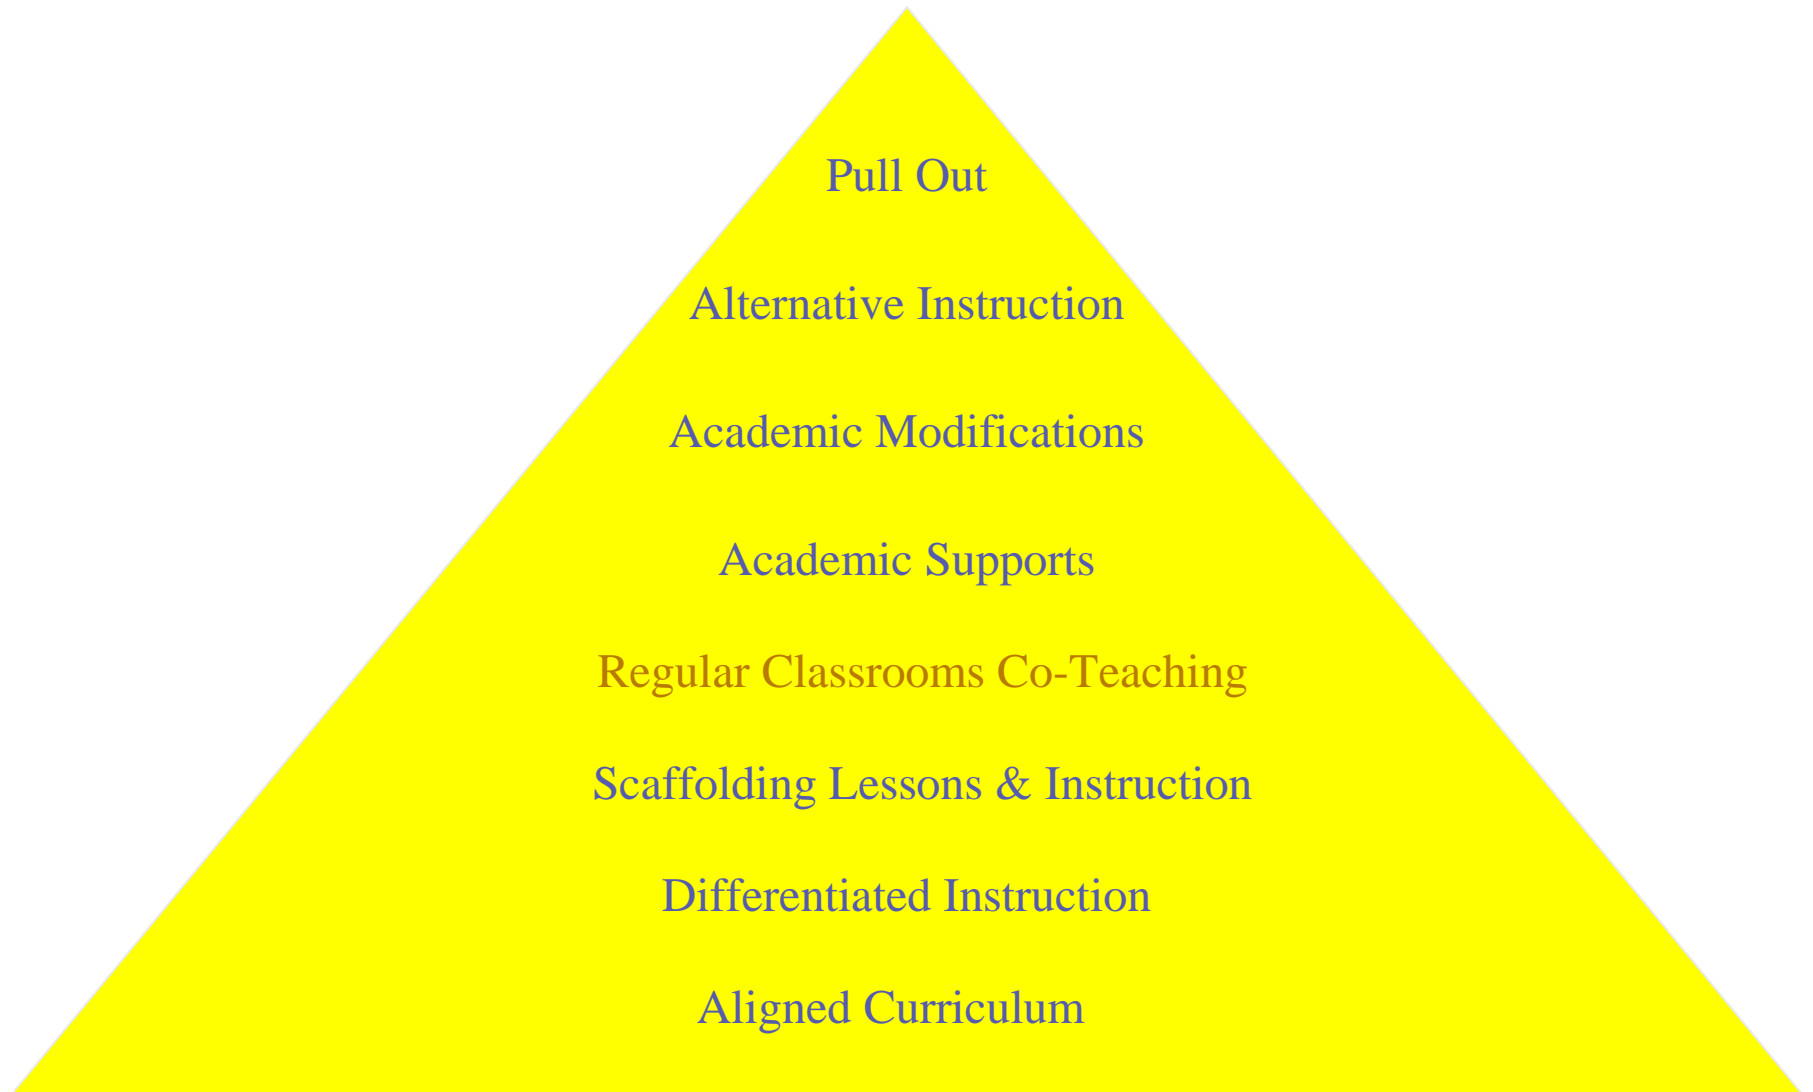 Pull Out
Alternative Instruction
Academic Modifications
Academic Supports
Regular Classrooms Co-Teaching
Scaffolding Lessons & Instruction
Differentiated Instruction
Aligned Curriculum